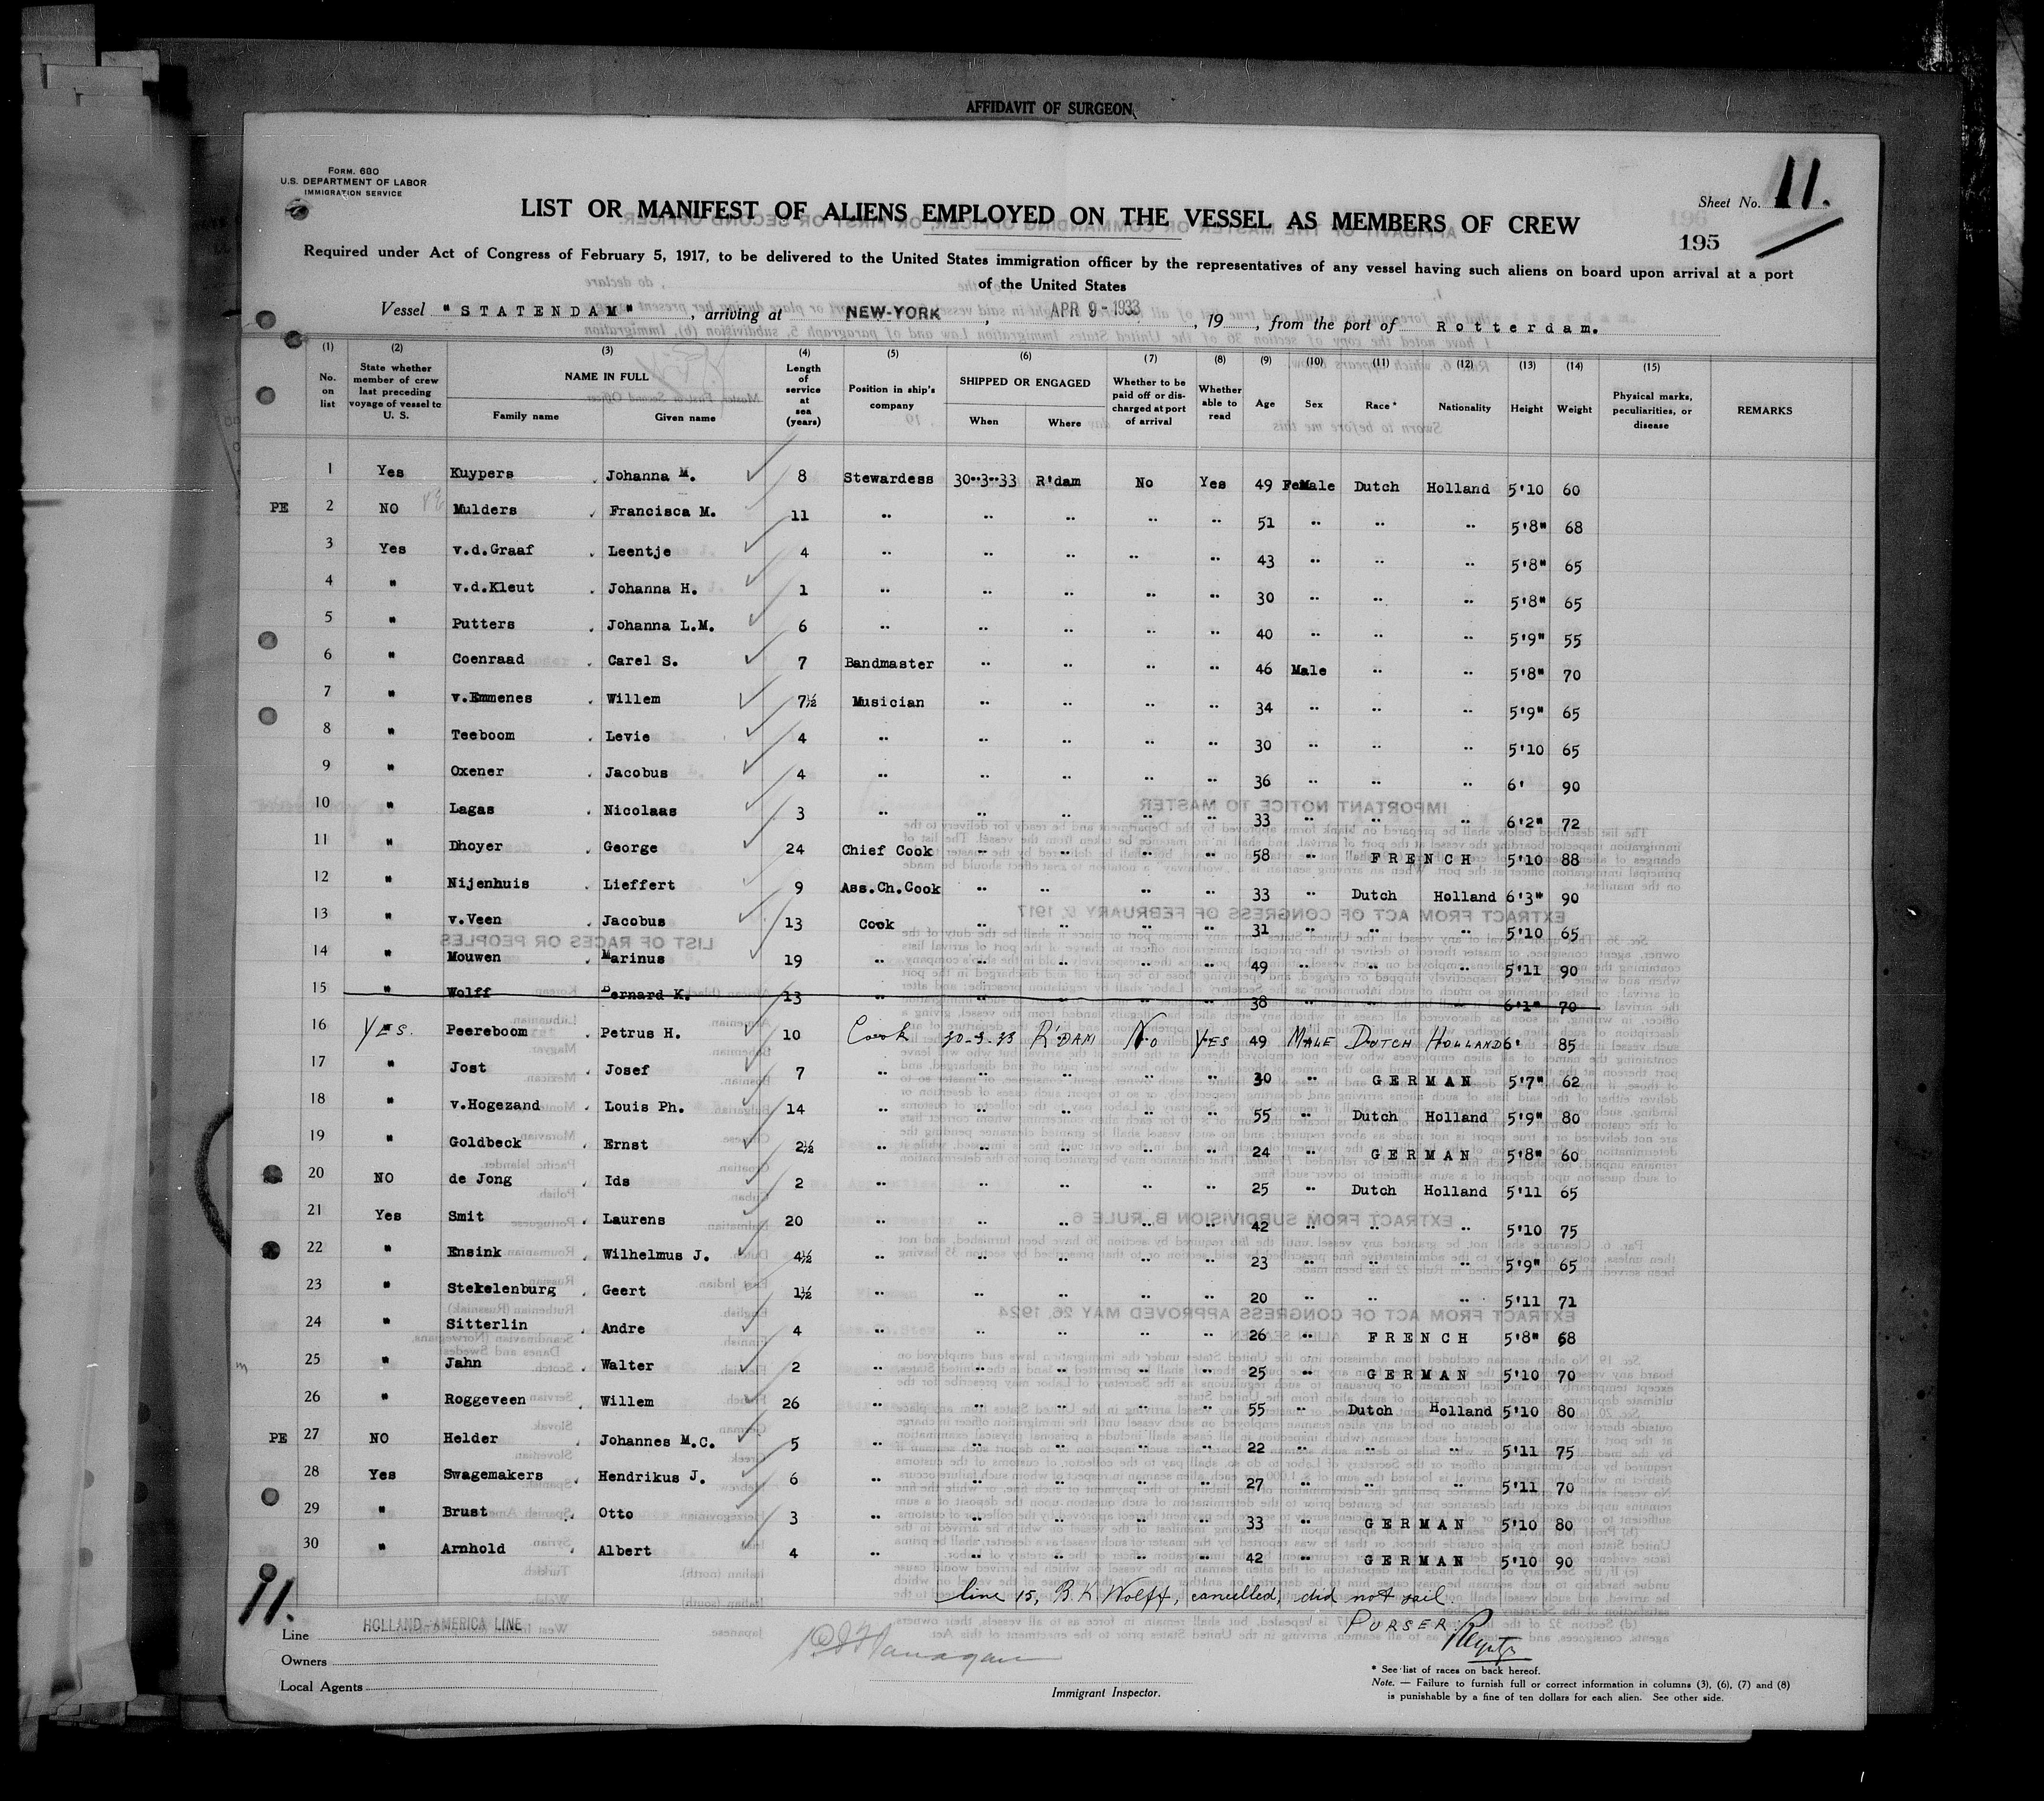 AFFIDAVIT OF SURGEON
FORM. 680
U.S. DEPARTMENT OF LABOR
IMMIGRATION SERVICE
Sheet No. 11.
LIST OR MANIFEST OF ALIENS EMPLOYED ON THE VESSEL AS MEMBERS OF CREW
195
Required under Act of Congress of February 5, 1917, to be delivered to the United States immigration officer by the representatives of any vessel having such aliens on board upon arrival at a port
of the United States
Vessel "STATENDAM", arriving at NEW-YORK, APR 9-1933, 19, from the port of Rotterdam.
(1) (2) (3) (4) (5) (6) (7) (8) (9) (10) (11) (12) (13) (14) (15)
No. on list State whether member of crew last preceding voyage of vessel to U. S. NAME IN FULL Family name Given name Length of service at sea (years) Position in ship's company SHIPPED OR ENGAGED When Where Whether to be paid off or discharged at port of arrival Whether able to read Age Sex Race* Nationality Height Weight Physical marks, peculiarities, or disease REMARKS
1 Yes Kuypers Johanna M. 8 Stewardess 30··3··33 R'dam No Yes 49 Female Dutch Holland 5'10 60
PE 2 NO Mulders Francisca M. 11 ·· ·· ·· ·· ·· 51 ·· ·· ·· 5'8" 68
3 Yes v.d.Graaf Leentje 4 ·· ·· ·· ·· ·· 43 ·· ·· ·· 5'8" 65
4 " v.d.Kleut Johanna H. 1 ·· ·· ·· ·· ·· 30 ·· ·· ·· 5'8" 65
5 " Putters Johanna L.M. 6 ·· ·· ·· ·· ·· 40 ·· ·· ·· 5'9" 55
6 " Coenraad Carel S. 7 Bandmaster ·· ·· ·· ·· 46 Male ·· ·· 5'8" 70
7 " v.Emmenes Willem 7½ Musician ·· ·· ·· ·· 34 ·· ·· ·· 5'9" 65
8 " Teeboom Levie 4 ·· ·· ·· ·· ·· 30 ·· ·· ·· 5'10 65
9 " Oxener Jacobus 4 ·· ·· ·· ·· ·· 36 ·· ·· ·· 6' 90
10 " Lagas Nicolaas 3 ·· ·· ·· ·· ·· 33 ·· ·· ·· 6'2" 72
11 " Dhoyer George 24 Chief Cook ·· ·· ·· ·· 58 ·· FRENCH 5'10 88
12 " Nijenhuis Lieffert 9 Ass.Ch.Cook ·· ·· ·· ·· 33 ·· Dutch Holland 6'3" 90
13 " v.Veen Jacobus 13 Cook ·· ·· ·· ·· 31 ·· ·· ·· 5'10 65
14 " Mouwen Marinus 19 ·· ·· ·· ·· ·· 49 ·· ·· ·· 5'11 90
15 " Wolff Bernard K. 13 ·· ·· ·· ·· ·· 38 ·· ·· ·· 6'1" 70
16 YES. Peereboom Petrus H. 10 Cook 30-3-33 R'DAM No YES 49 MALE DUTCH HOLLAND 6' 85
17 " Jost Josef 7 ·· ·· ·· ·· ·· 30 ·· GERMAN 5'7" 62
18 " v.Hogezand Louis Ph. 14 ·· ·· ·· ·· ·· 55 ·· Dutch Holland 5'9" 80
19 " Goldbeck Ernst 2½ ·· ·· ·· ·· ·· 24 ·· GERMAN 5'8" 60
20 NO de Jong Ids 2 ·· ·· ·· ·· ·· 25 ·· Dutch Holland 5'11 65
21 Yes Smit Laurens 20 ·· ·· ·· ·· ·· 42 ·· ·· ·· 5'10 75
22 " Ensink Wilhelmus J. 4½ ·· ·· ·· ·· ·· 23 ·· ·· ·· 5'9" 65
23 " Stekelenburg Geert 1½ ·· ·· ·· ·· ·· 20 ·· ·· ·· 5'11 71
24 " Sitterlin Andre 4 ·· ·· ·· ·· ·· 26 ·· FRENCH 5'8" 68
25 " Jahn Walter 2 ·· ·· ·· ·· ·· 25 ·· GERMAN 5'10 70
26 " Roggeveen Willem 26 ·· ·· ·· ·· ·· 55 ·· Dutch Holland 5'10 80
PE 27 NO Helder Johannes M.C. 5 ·· ·· ·· ·· ·· 22 ·· ·· ·· 5'11 75
28 Yes Swagemakers Hendrikus J. 6 ·· ·· ·· ·· ·· 27 ·· ·· ·· 5'11 70
29 " Brust Otto 3 ·· ·· ·· ·· ·· 33 ·· GERMAN 5'10 80
30 " Arnhold Albert 4 ·· ·· ·· ·· ·· 42 ·· GERMAN 5'10 90
line 15, B.K Wolff, cancelled, did not sail
PURSER:
11.
Line HOLLAND-AMERICA LINE
Owners
Local Agents
Immigrant Inspector.
* See list of races on back hereof.
Note. — Failure to furnish full or correct information in columns (3), (6), (7) and (8)
is punishable by a fine of ten dollars for each alien. See other side.